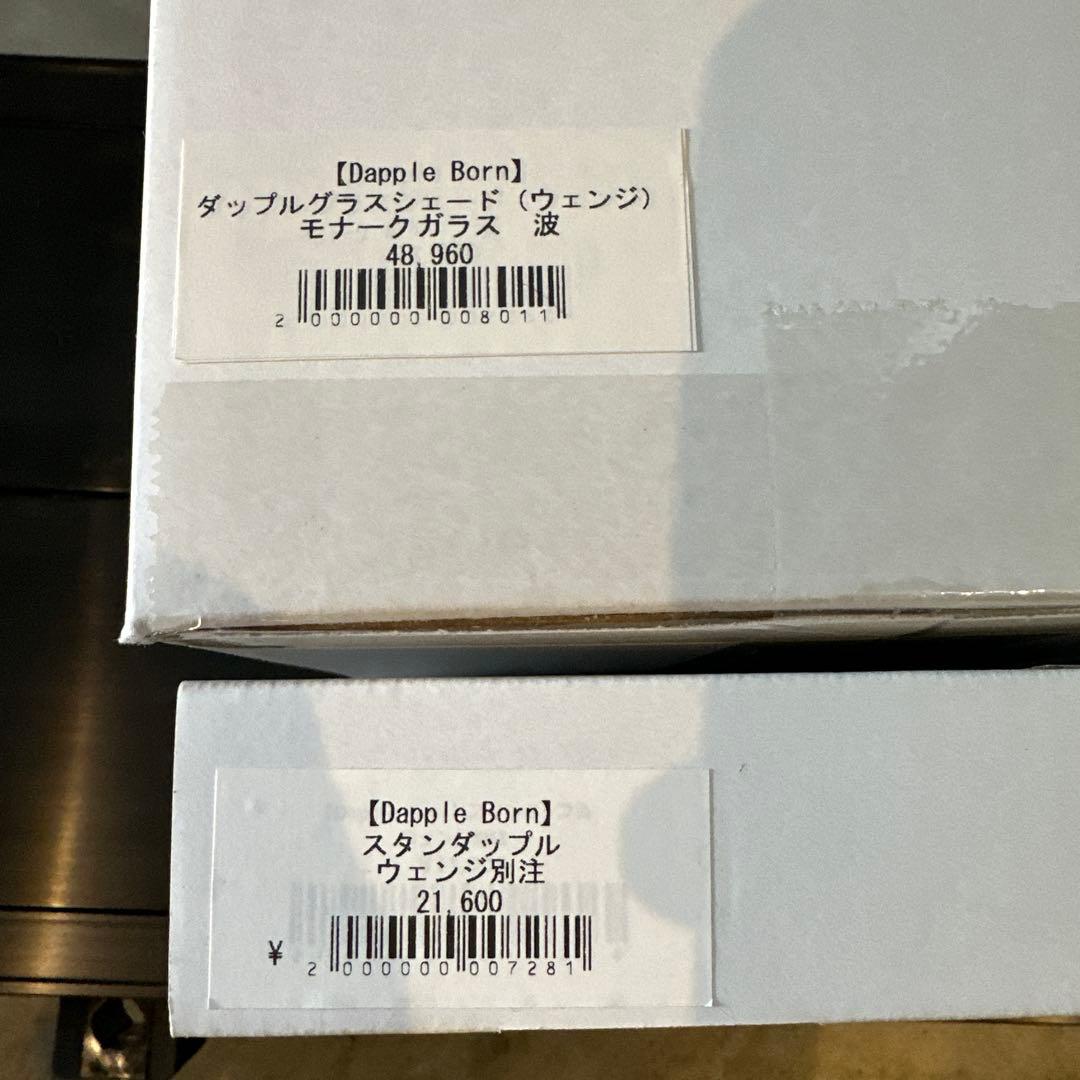 【Dapple Born】
ダップルグラスシェード（ウェンジ）
モナークガラス　波
48,960
2 000000 008011
【Dapple Born】
スタンダップル
ウェンジ別注
21,600
¥ 2 000000 007281